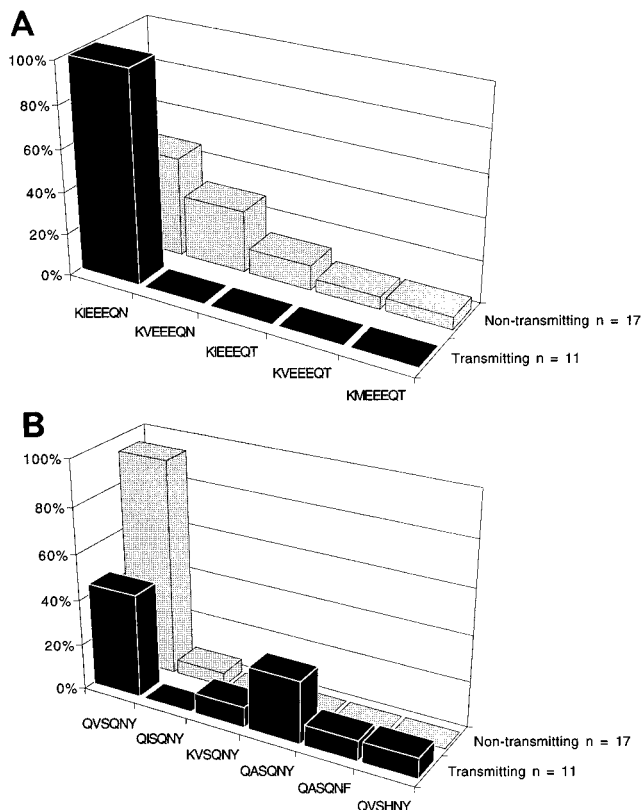 A
100%
80%
60%
40%
20%
0%
KIEEEQN
KVEEEQN
KIEEEQT
KVEEEQT
KMEEEQT
Non-transmitting n = 17
Transmitting n = 11
B
100%
80%
60%
40%
20%
0%
QVSQNY
QISQNY
KVSQNY
QASQNY
QASQNF
QVSHNY
Non-transmitting n = 17
Transmitting n = 11